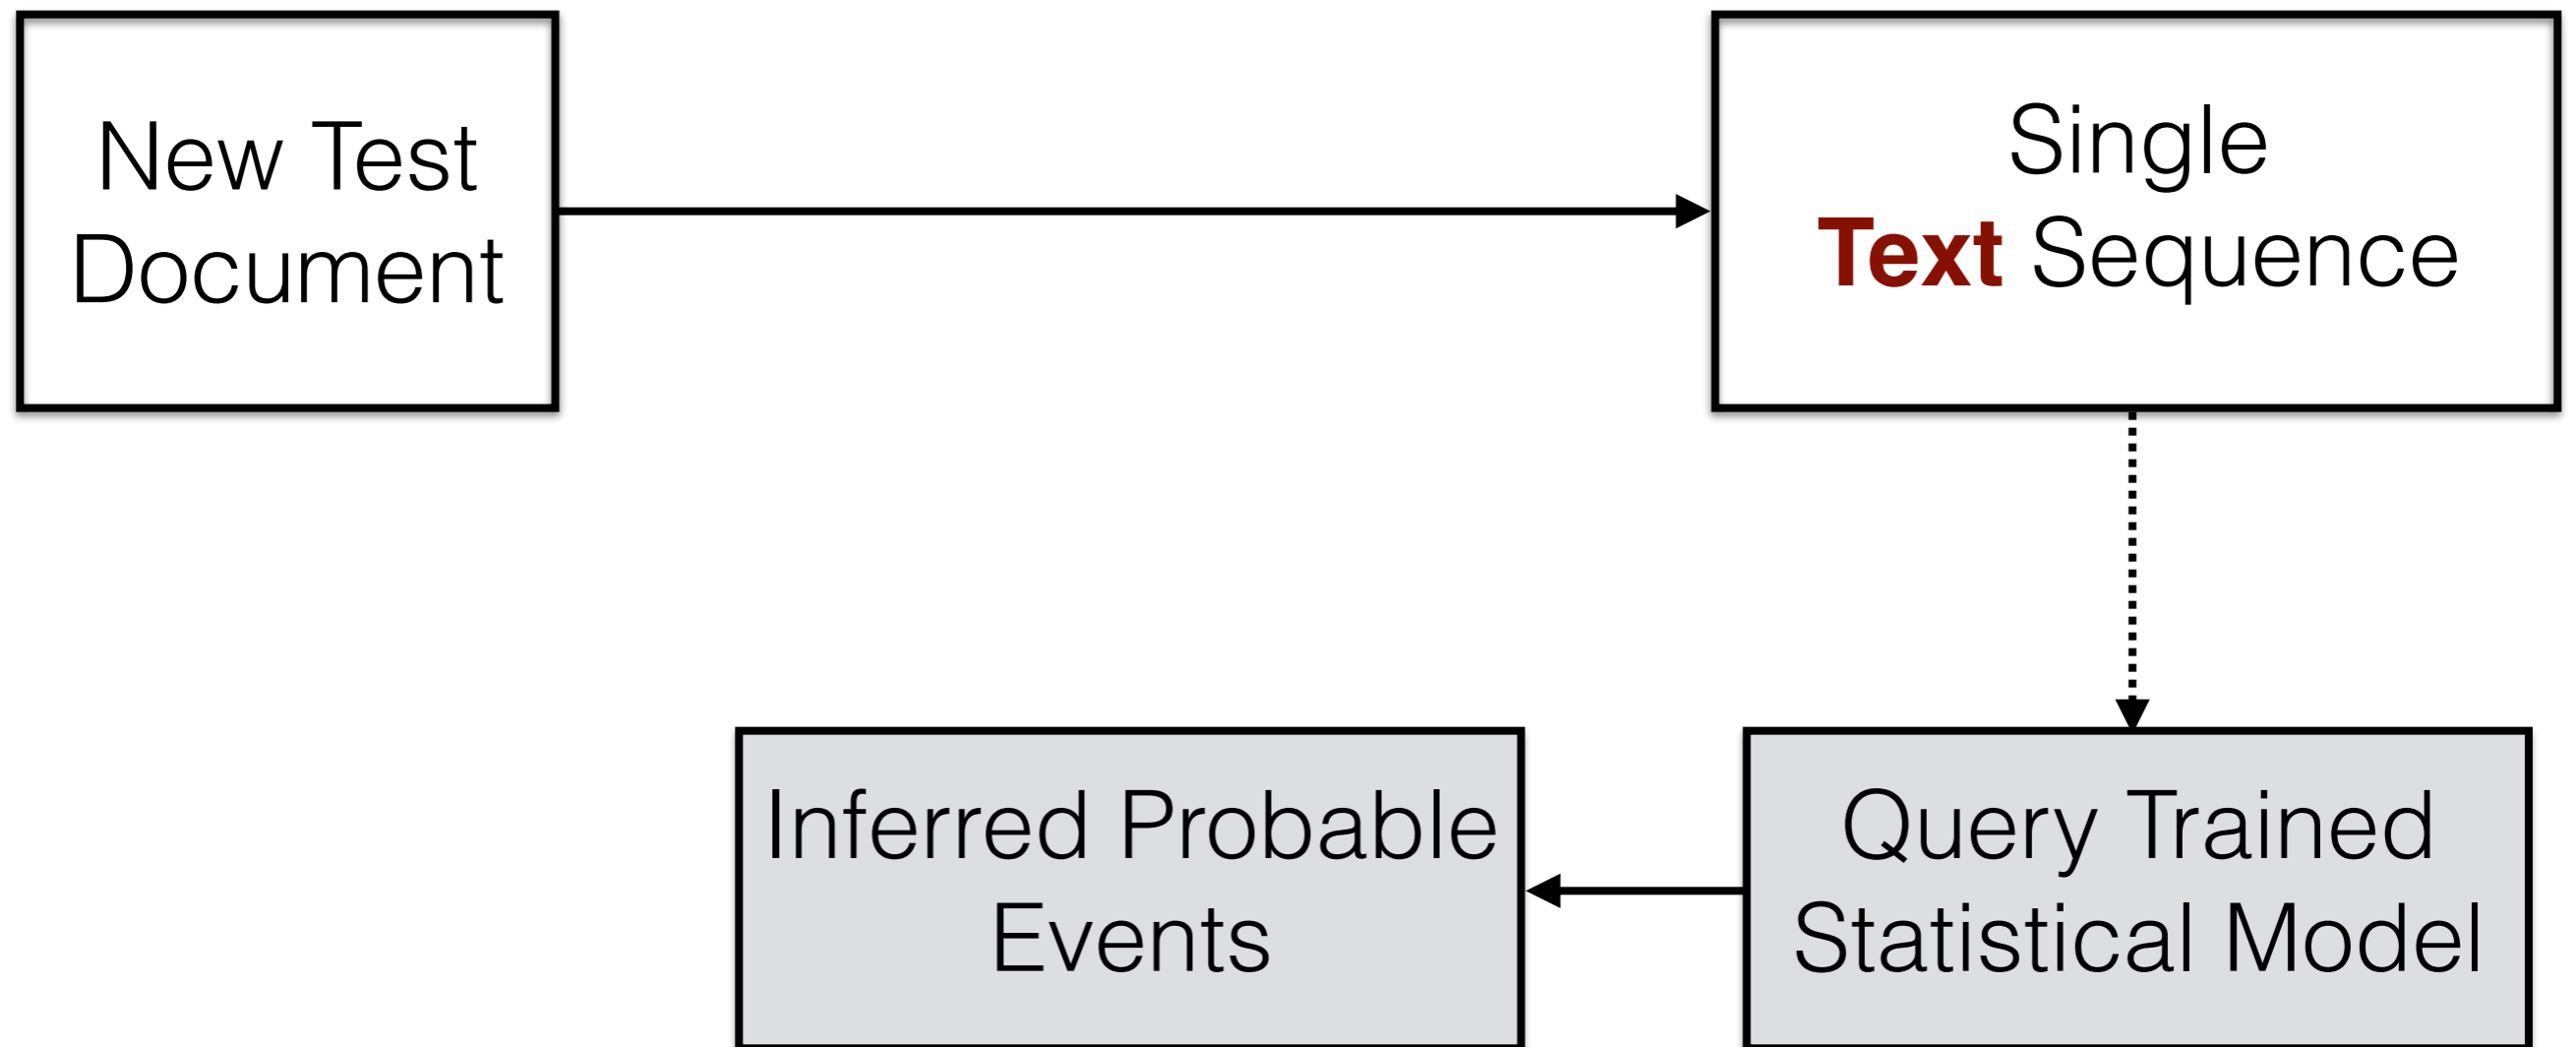 New Test
Document
Single
Text Sequence
Query Trained
Statistical Model
Inferred Probable
Events